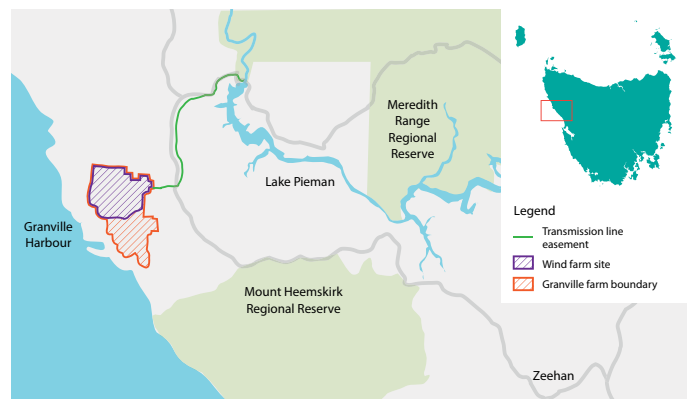 Meredith
Range
Regional
Reserve
Lake Pieman
Granville
Harbour
Mount Heemskirk
Regional Reserve
Zeehan
Legend
Transmission line
easement
Wind farm site
Granville farm boundary